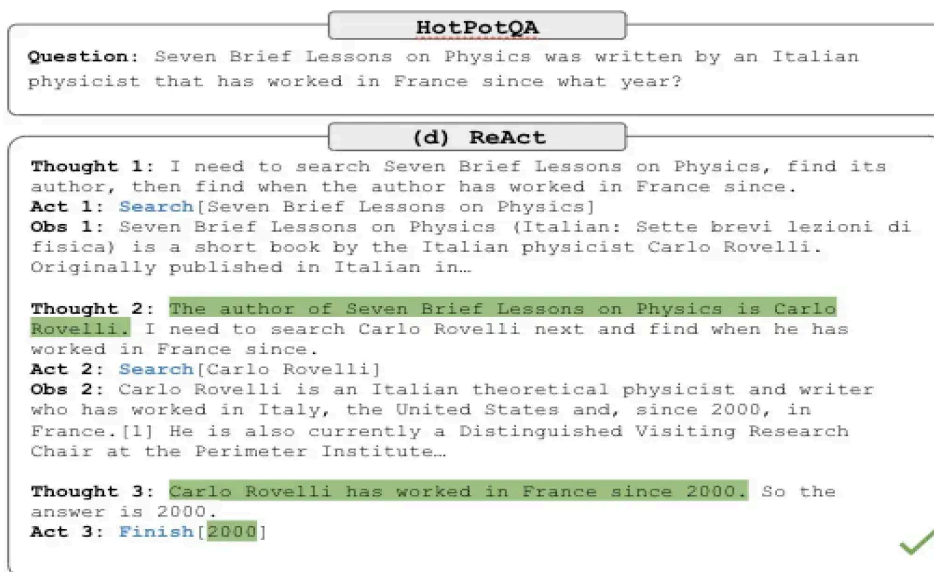 HotPotQA
Question: Seven Brief Lessons on Physics was written by an Italian
physicist that has worked in France since what year?
(d) ReAct
Thought 1: I need to search Seven Brief Lessons on Physics, find its
author, then find when the author has worked in France since.
Act 1: Search[Seven Brief Lessons on Physics]
Obs 1: Seven Brief Lessons on Physics (Italian: Sette brevi lezioni di
fisica) is a short book by the Italian physicist Carlo Rovelli.
Originally published in Italian in…
Thought 2: The author of Seven Brief Lessons on Physics is Carlo
Rovelli. I need to search Carlo Rovelli next and find when he has
worked in France since.
Act 2: Search[Carlo Rovelli]
Obs 2: Carlo Rovelli is an Italian theoretical physicist and writer
who has worked in Italy, the United States and, since 2000, in
France.[1] He is also currently a Distinguished Visiting Research
Chair at the Perimeter Institute…
Thought 3: Carlo Rovelli has worked in France since 2000. So the
answer is 2000.
Act 3: Finish[2000]